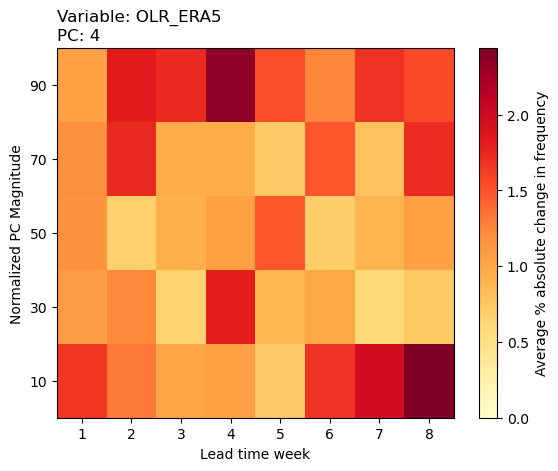 Variable: OLR_ERA5
PC: 4
90
70
50
30
10
Normalized PC Magnitude
1 2 3 4 5 6 7 8
Lead time week
2.0
1.5
1.0
0.5
0.0
Average % absolute change in frequency